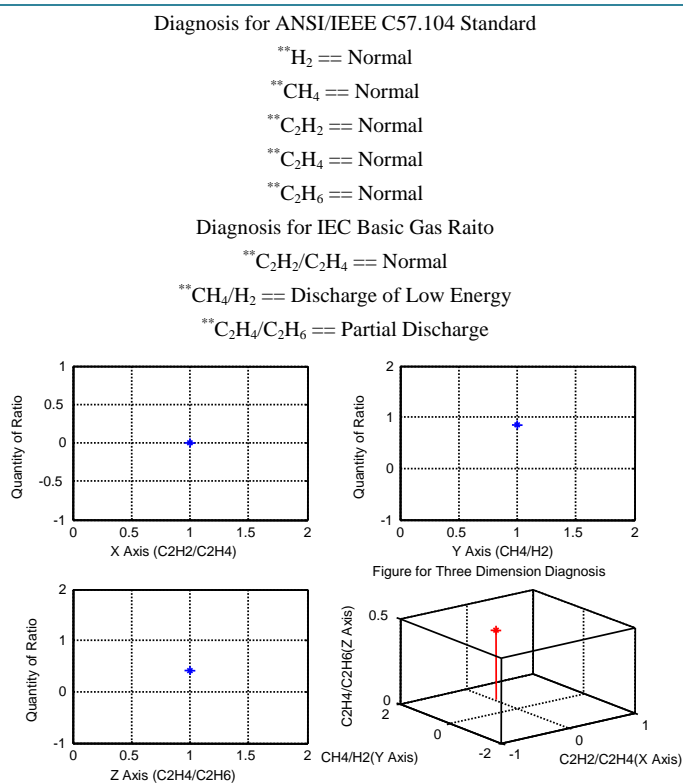 Diagnosis for ANSI/IEEE C57.104 Standard
**H₂ == Normal
**CH₄ == Normal
**C₂H₂ == Normal
**C₂H₄ == Normal
**C₂H₆ == Normal
Diagnosis for IEC Basic Gas Raito
**C₂H₂/C₂H₄ == Normal
**CH₄/H₂ == Discharge of Low Energy
**C₂H₄/C₂H₆ == Partial Discharge
Quantity of Ratio
1
0.5
0
-0.5
-1
0 0.5 1 1.5 2
X Axis (C2H2/C2H4)
Quantity of Ratio
2
1
0
-1
0 0.5 1 1.5 2
Y Axis (CH4/H2)
Quantity of Ratio
2
1
0
-1
0 0.5 1 1.5 2
Z Axis (C2H4/C2H6)
Figure for Three Dimension Diagnosis
C2H4/C2H6(Z Axis)
0.5
0
2
0
-2
-1
0
1
CH4/H2(Y Axis)
C2H2/C2H4(X Axis)